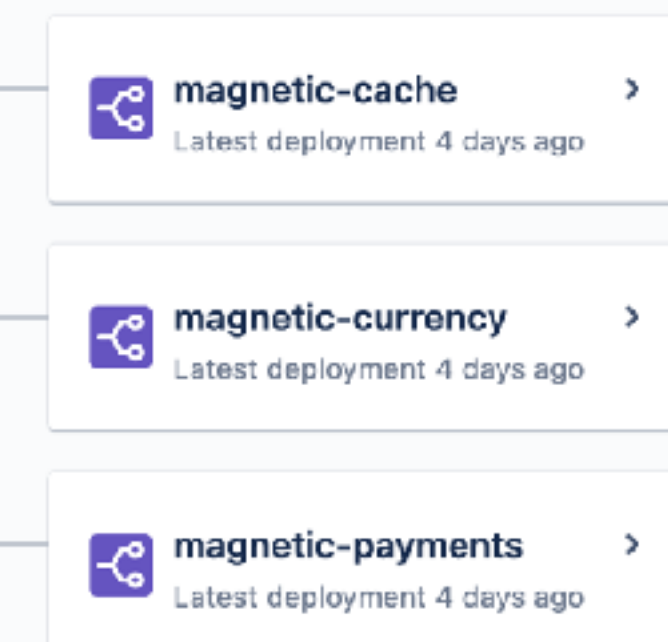 magnetic-cache
Latest deployment 4 days ago
magnetic-currency
Latest deployment 4 days ago
magnetic-payments
Latest deployment 4 days ago